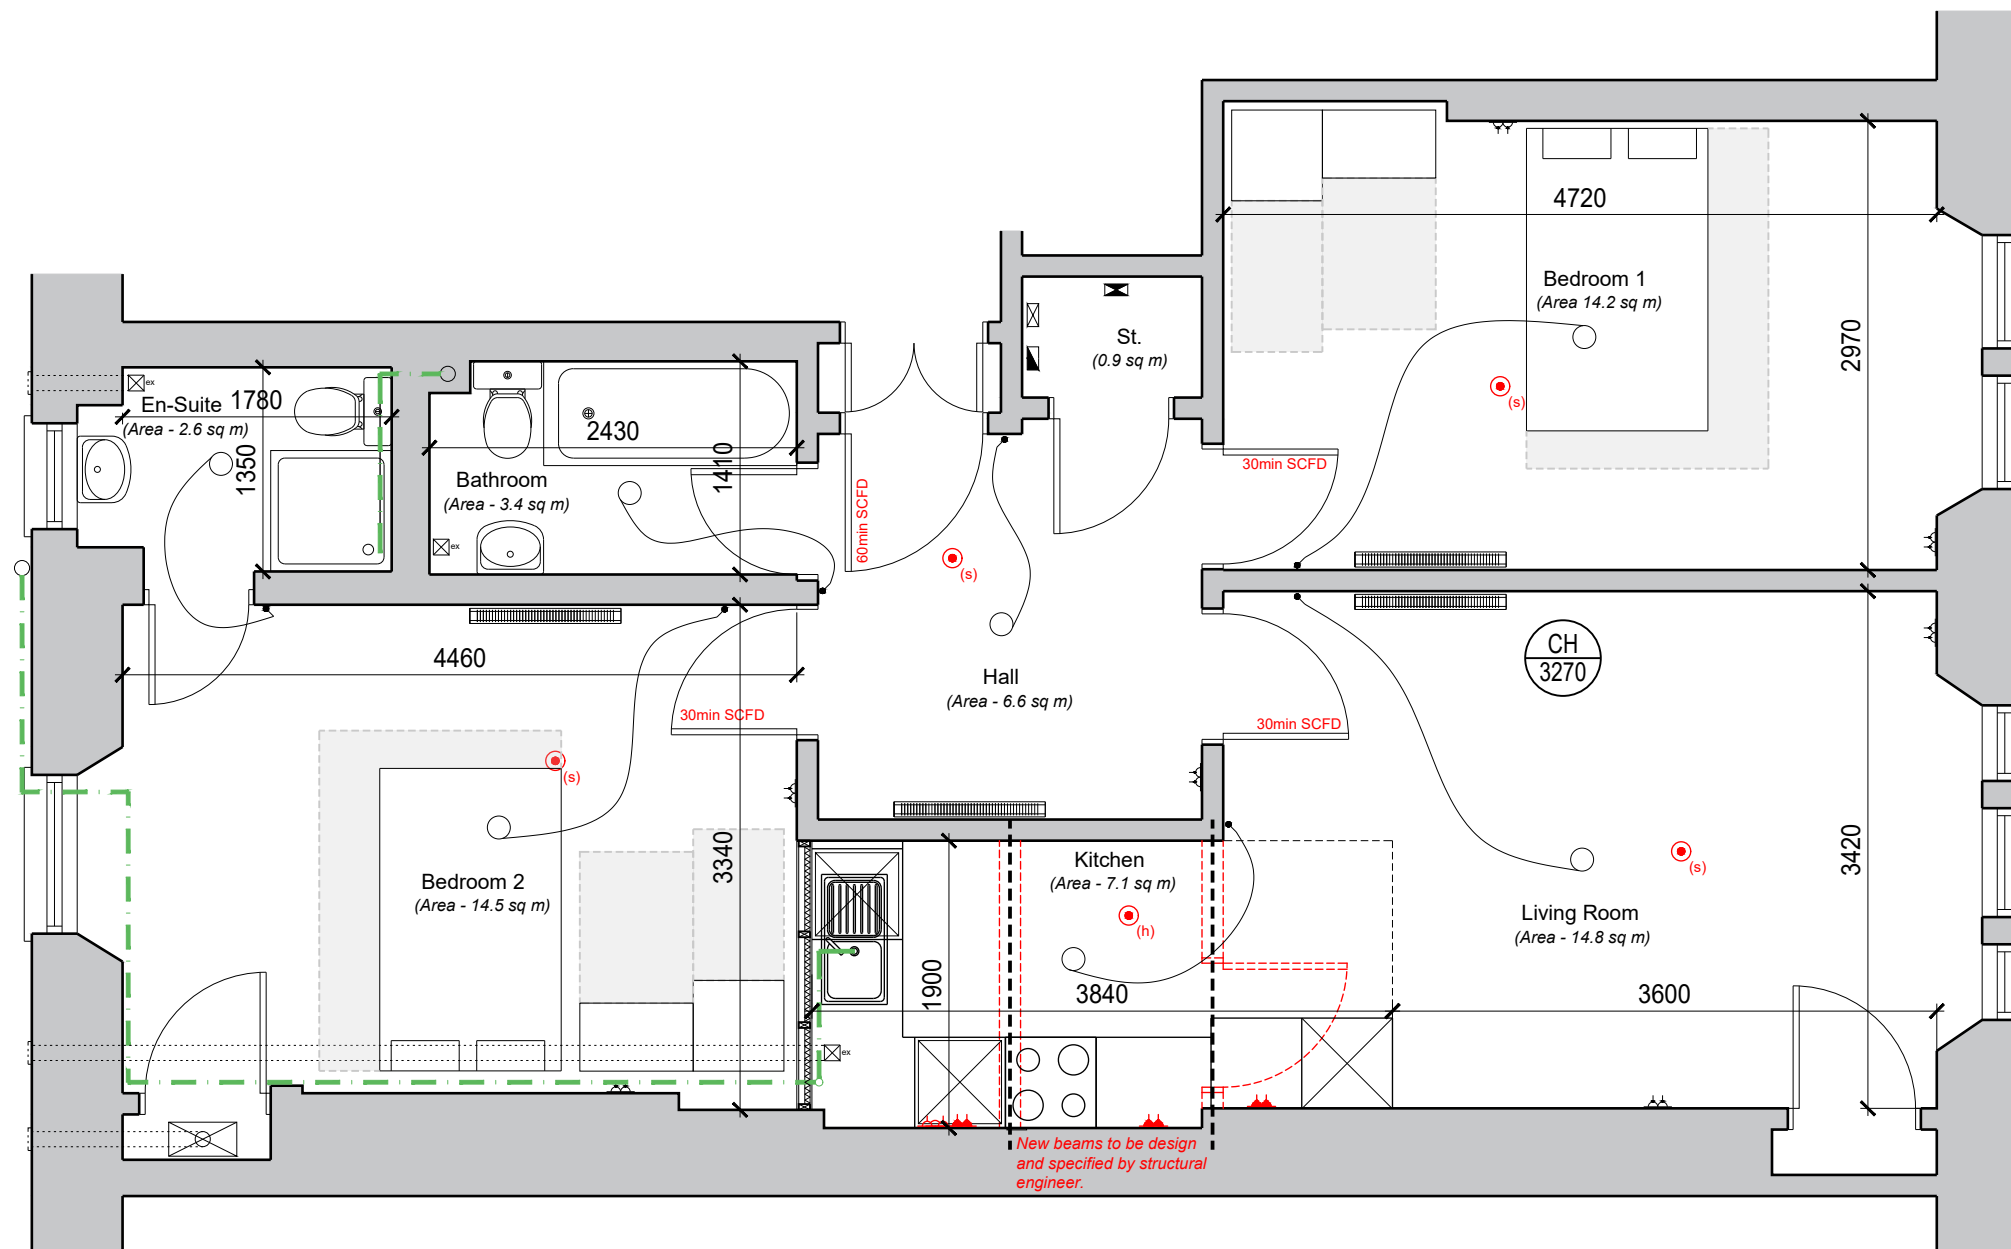 4720
Bedroom 1
(Area 14.2 sq m)
2970
St.
(0.9 sq m)
(s)
30min SCFD
ex
En-Suite
1780
(Area - 2.6 sq m)
1350
2430
1410
Bathroom
(Area - 3.4 sq m)
ex
60min SCFD
(s)
4460
Hall
(Area - 6.6 sq m)
30min SCFD
30min SCFD
CH
3270
(s)
3340
Bedroom 2
(Area - 14.5 sq m)
Kitchen
(Area - 7.1 sq m)
(h)
(s)
3420
Living Room
(Area - 14.8 sq m)
1900
3840
3600
ex
New beams to be design
and specified by structural
engineer.